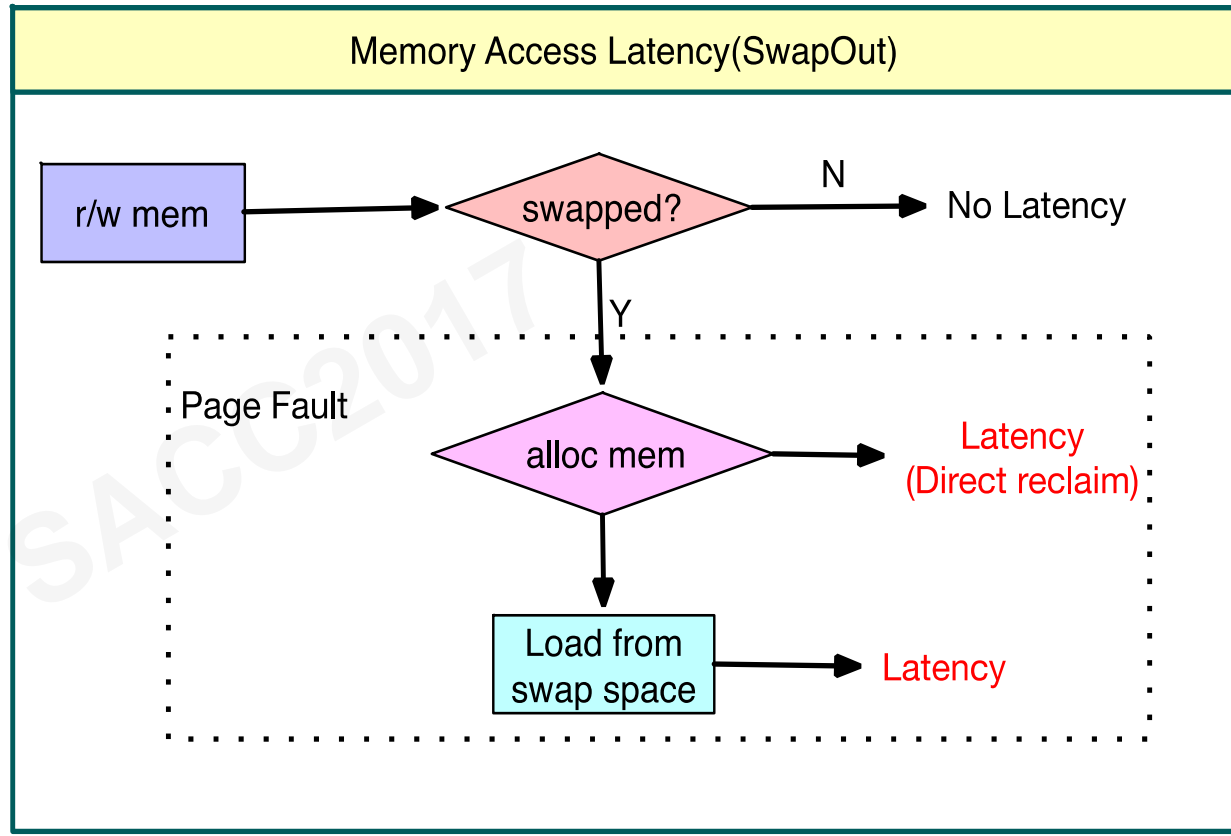 Memory Access Latency(SwapOut)
r/w mem
swapped?
N
No Latency
Y
Page Fault
alloc mem
Latency
(Direct reclaim)
Load from
swap space
Latency
SACC2017